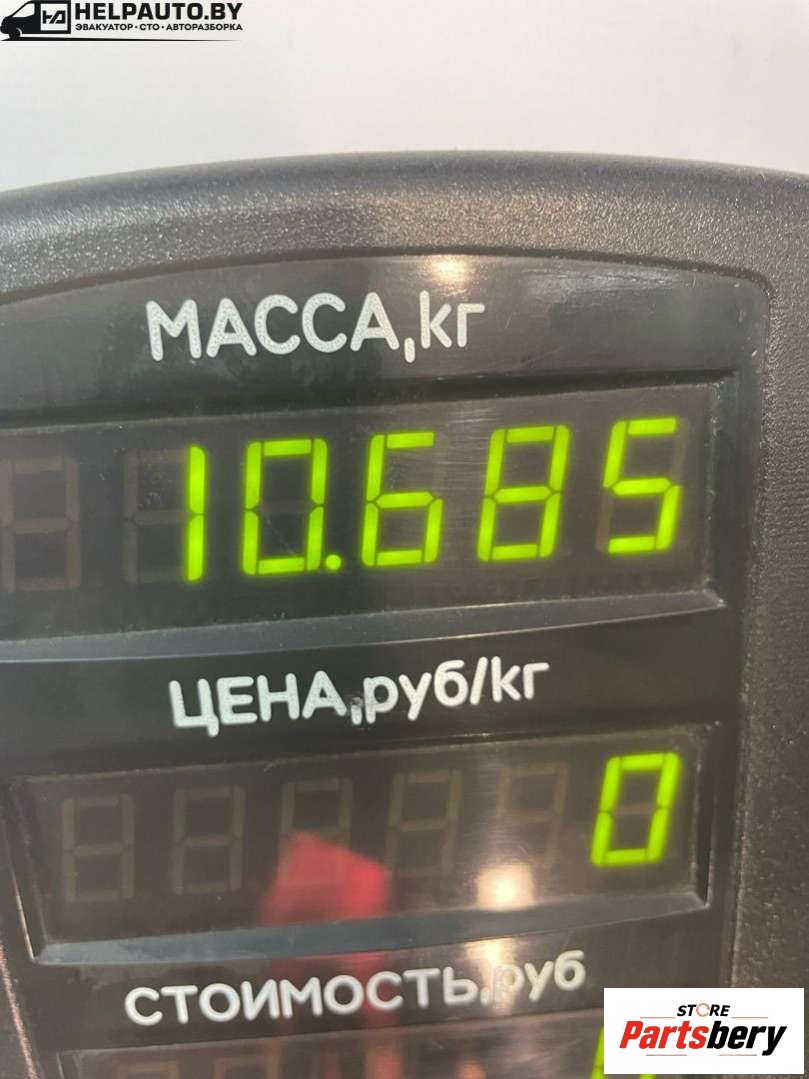 HELPAUTO.BY
ЭВАКУАТОР • СТО • АВТОРАЗБОРКА
МАССА,кг
10.685
ЦЕНА,руб/кг
0
СТОИМОСТЬ,руб
STORE
Partsbery